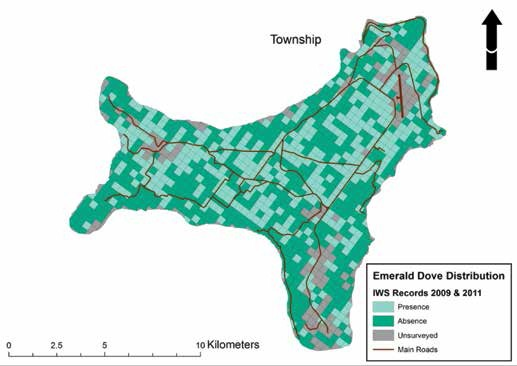 Township
Emerald Dove Distribution
IWS Records 2009 & 2011
Presence
Absence
Unsurveyed
Main Roads
0 2.5 5 10 Kilometers